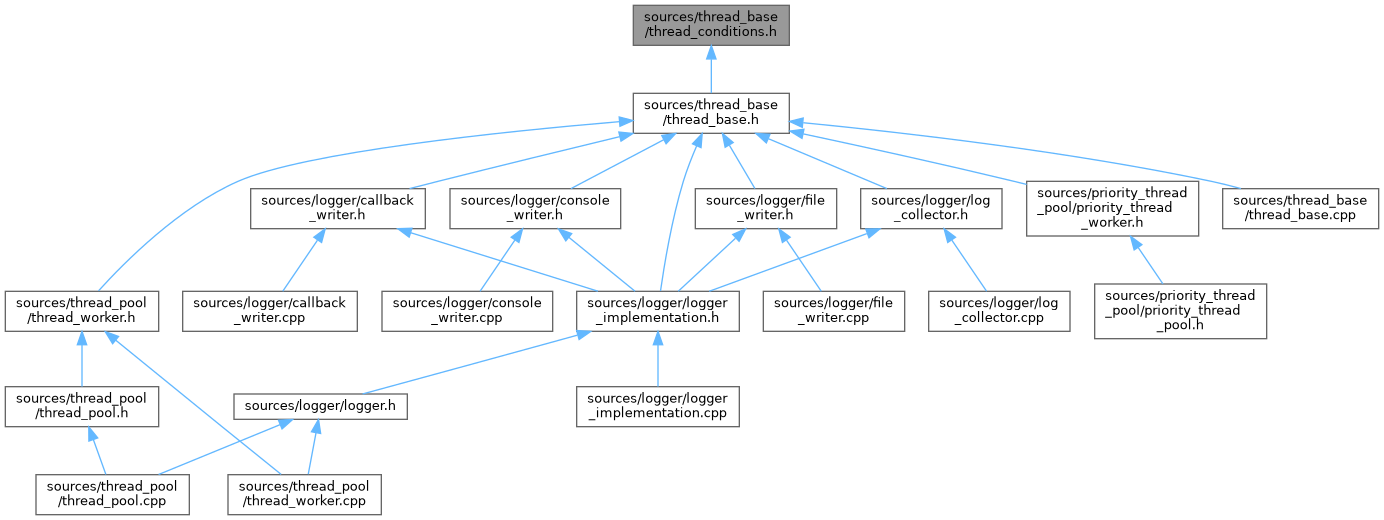 sources/thread_base
/thread_conditions.h
sources/thread_base
/thread_base.h
sources/logger/callback
_writer.h
sources/logger/console
_writer.h
sources/logger/file
_writer.h
sources/logger/log
_collector.h
sources/priority_thread
_pool/priority_thread
_worker.h
sources/thread_base
/thread_base.cpp
sources/thread_pool
/thread_worker.h
sources/logger/callback
_writer.cpp
sources/logger/console
_writer.cpp
sources/logger/logger
_implementation.h
sources/logger/file
_writer.cpp
sources/logger/log
_collector.cpp
sources/priority_thread
_pool/priority_thread
_pool.h
sources/thread_pool
/thread_pool.h
sources/logger/logger.h
sources/logger/logger
_implementation.cpp
sources/thread_pool
/thread_pool.cpp
sources/thread_pool
/thread_worker.cpp